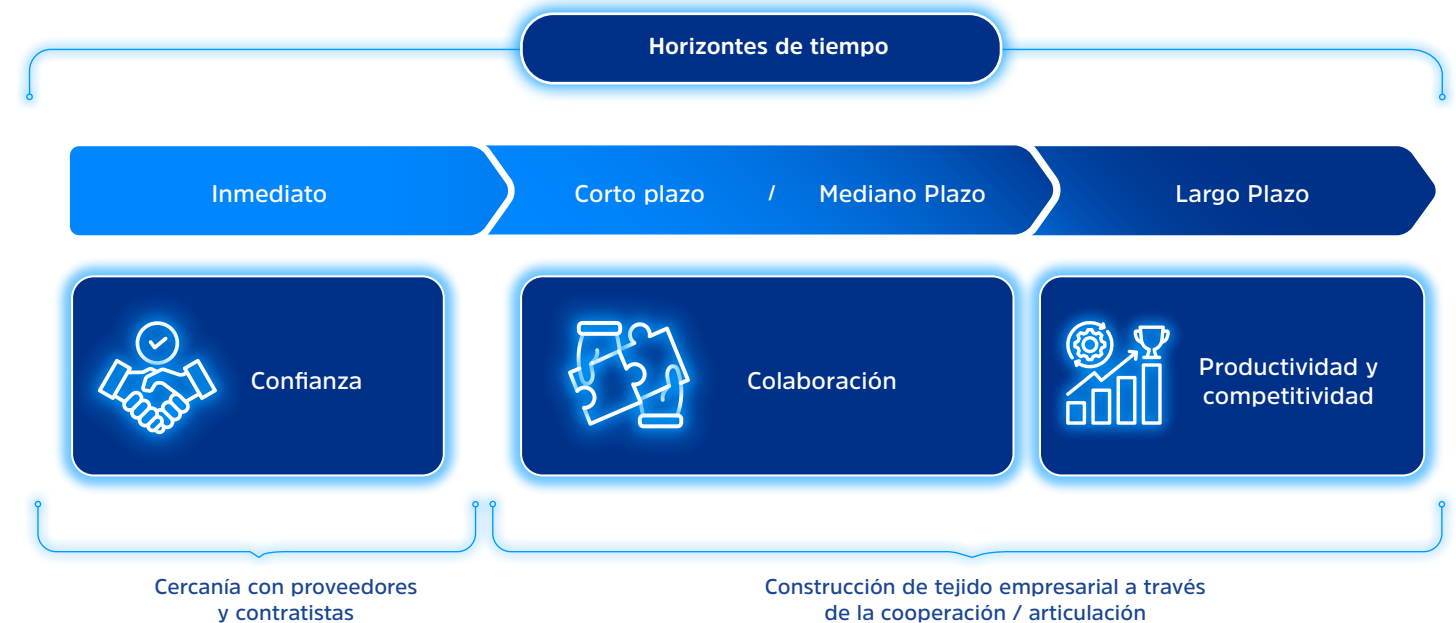 Horizontes de tiempo
Inmediato
Corto plazo / Mediano Plazo
Largo Plazo
Confianza
Colaboración
Productividad y
competitividad
Cercanía con proveedores
y contratistas
Construcción de tejido empresarial a través
de la cooperación / articulación